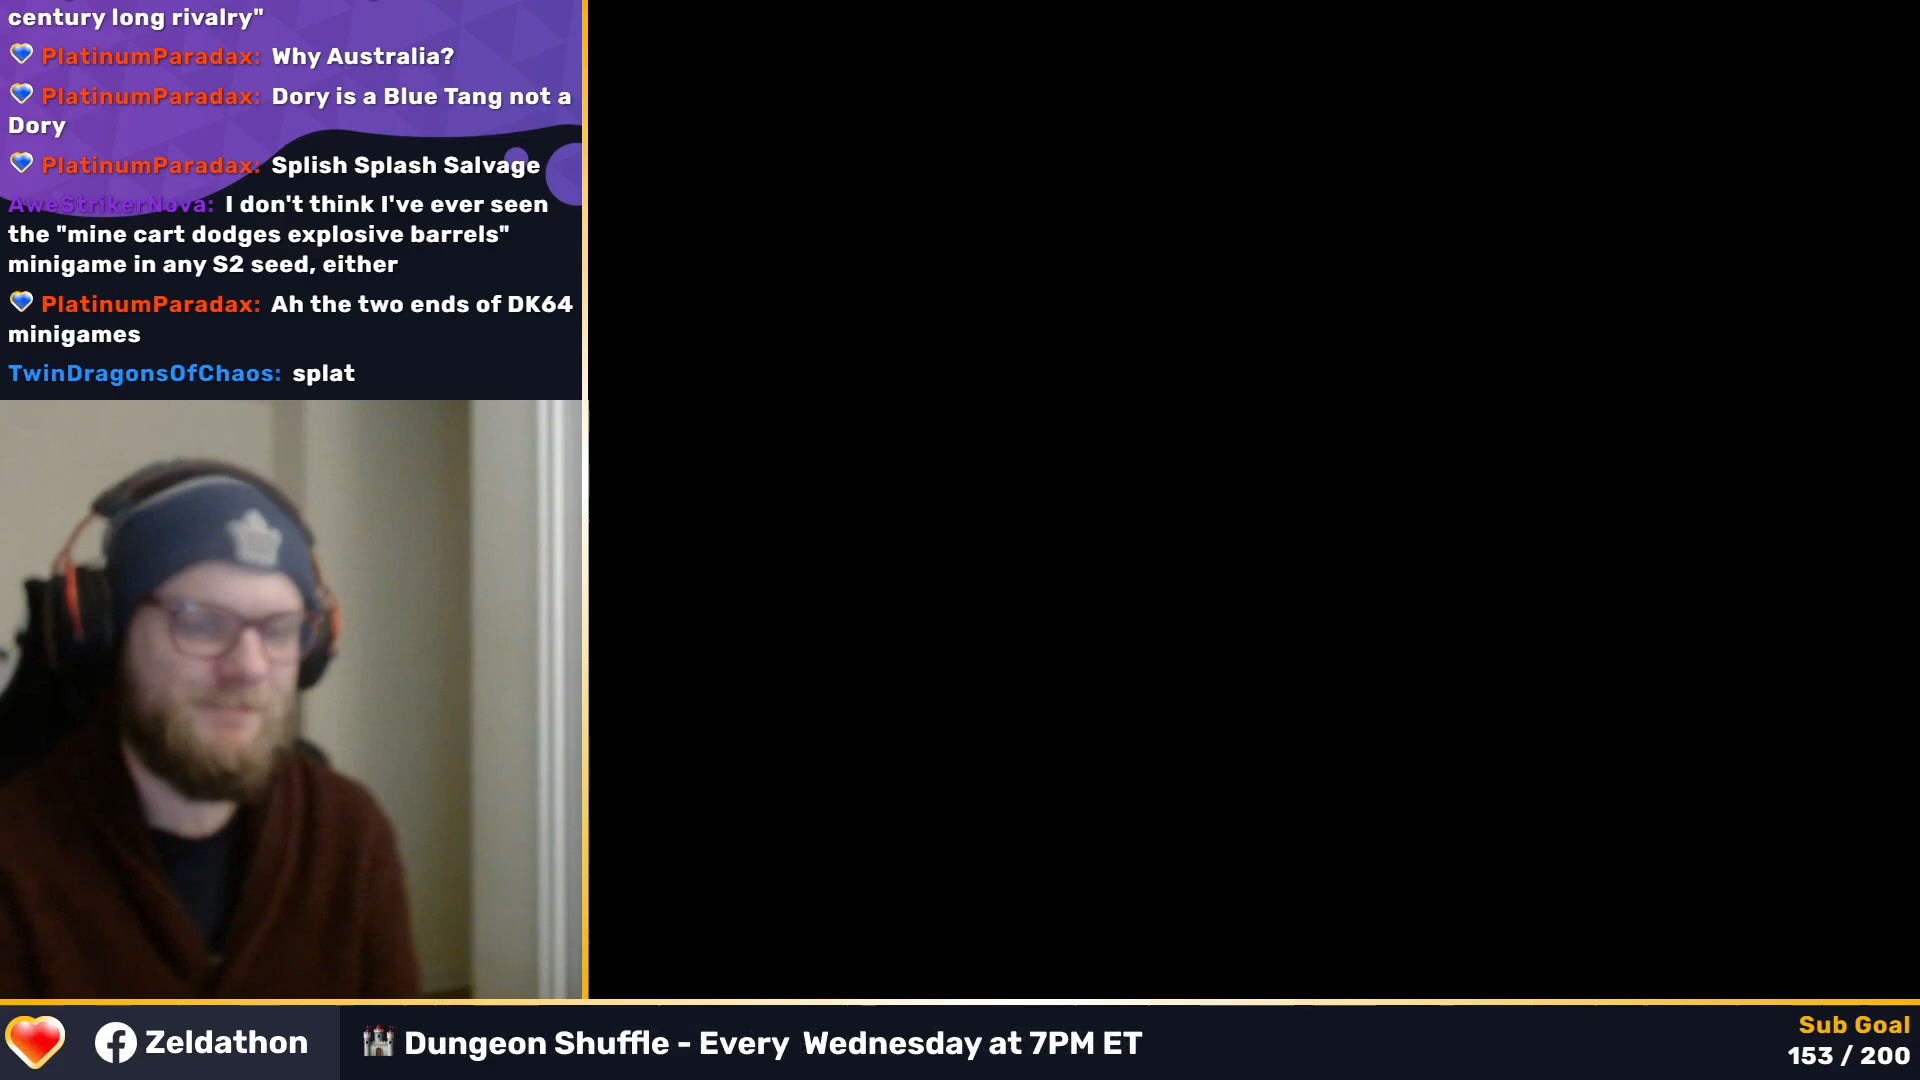 century long rivalry"
PlatinumParadax: Why Australia?
PlatinumParadax: Dory is a Blue Tang not a
Dory
PlatinumParadax: Splish Splash Salvage
AweStrikerNova: I don't think I've ever seen
the "mine cart dodges explosive barrels"
minigame in any S2 seed, either
PlatinumParadax: Ah the two ends of DK64
minigames
TwinDragonsOfChaos: splat
Zeldathon
Dungeon Shuffle - Every Wednesday at 7PM ET
Sub Goal
153 / 200